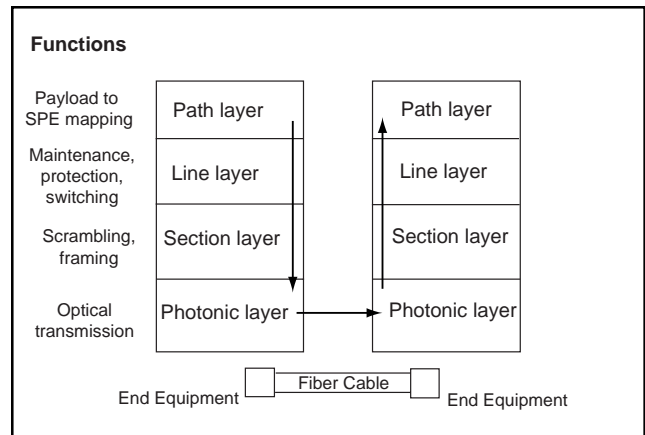 Functions
Payload to
SPE mapping
Path layer
Path layer
Maintenance,
protection,
switching
Line layer
Line layer
Scrambling,
framing
Section layer
Section layer
Optical
transmission
Photonic layer
Photonic layer
Fiber Cable
End Equipment
End Equipment